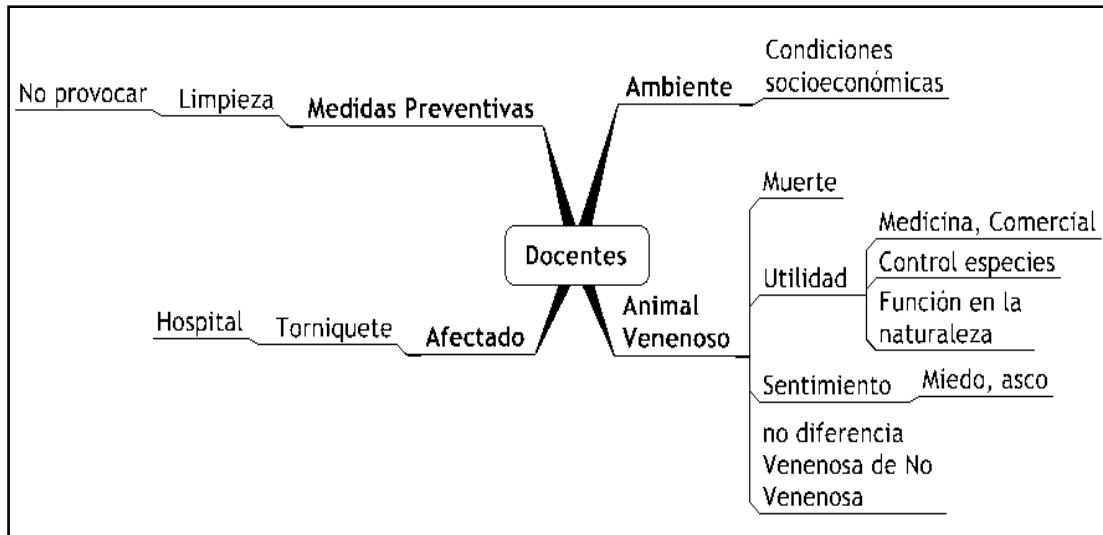 No provocar
Limpieza
Medidas Preventivas
Ambiente
Condiciones
socioeconómicas
Docentes
Hospital
Torniquete
Afectado
Animal
Venenoso
Muerte
Utilidad
Medicina, Comercial
Control especies
Función en la
naturaleza
Sentimiento
Miedo, asco
no diferencia
Venenosa de No
Venenosa